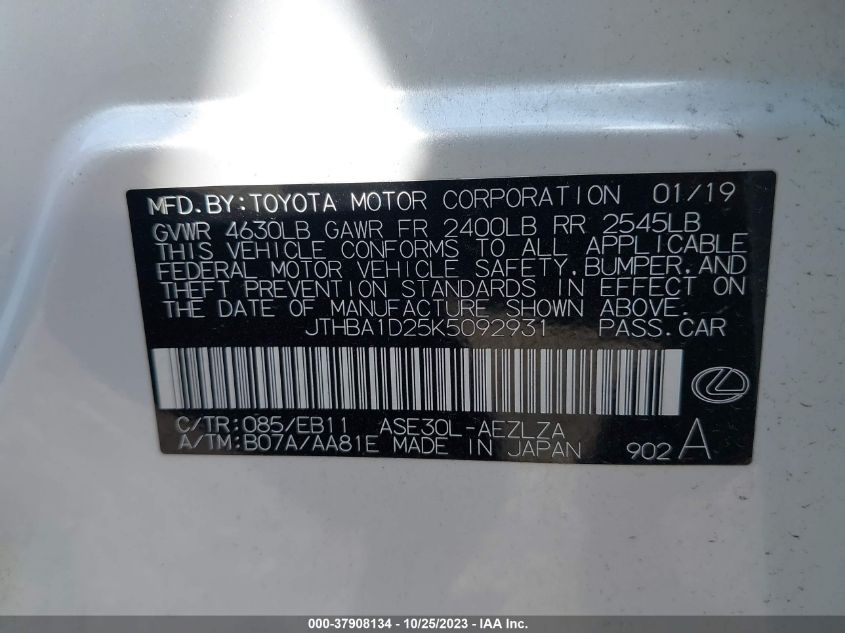 MFD.BY:TOYOTA MOTOR CORPORATION 01/19
GVWR 4630LB GAWR FR 2400LB RR 2545LB
THIS VEHICLE CONFORMS TO ALL APPLICABLE
FEDERAL MOTOR VEHICLE SAFETY,BUMPER,AND
THEFT PREVENTION STANDARDS IN EFFECT ON
THE DATE OF MANUFACTURE SHOWN ABOVE.
JTHBA1D25K5092931 PASS.CAR
C/TR:085/EB11 ASE30L-AEZLZA
A/TM:B07A/AA81E MADE IN JAPAN 902 A
000-37908134 - 10/25/2023 - IAA Inc.